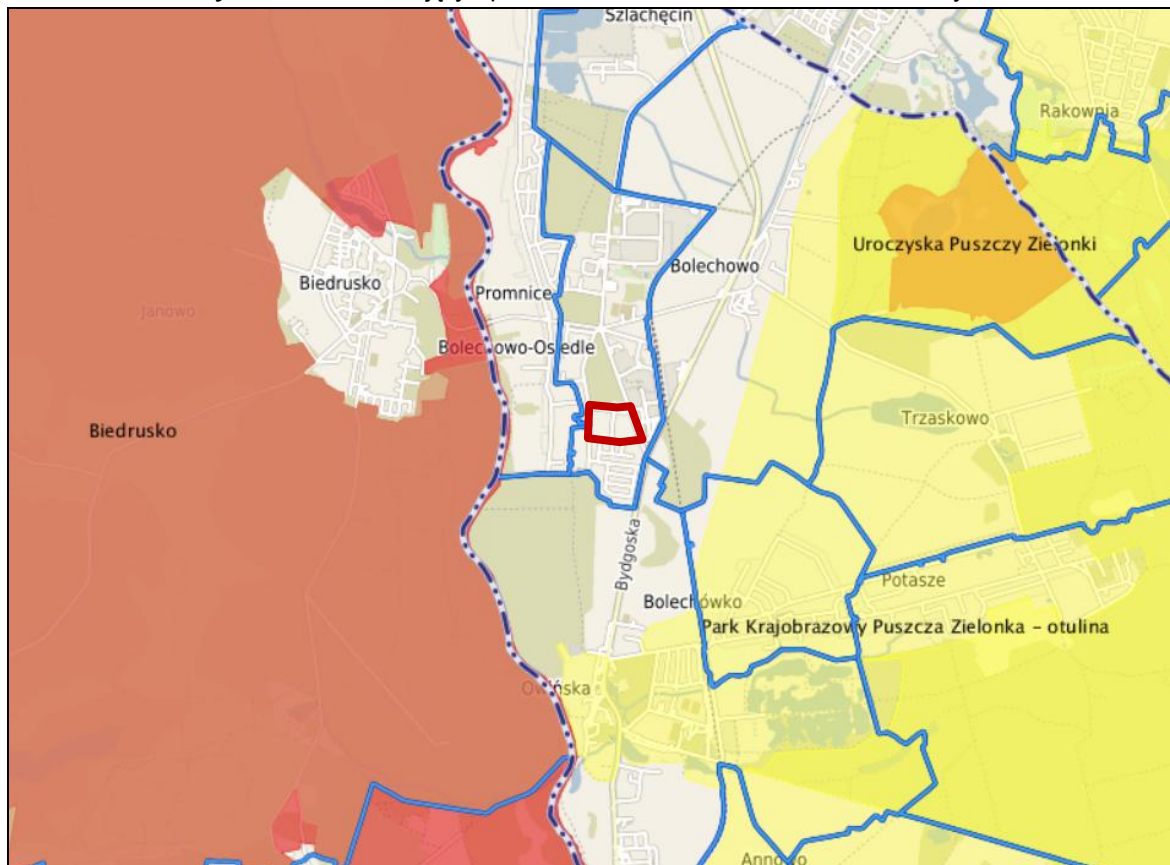 Szlachęcin
Rakownia
Uroczyska Puszczy Zielonki
Bolechowo
Biedrusko
Promnice
Janowo
Bolechowo-Osiedle
Trzaskowo
Biedrusko
Bydgoska
Potasze
Bolechówko
Park Krajobrazowy Puszcza Zielonka – otulina
Owińska
Annowo